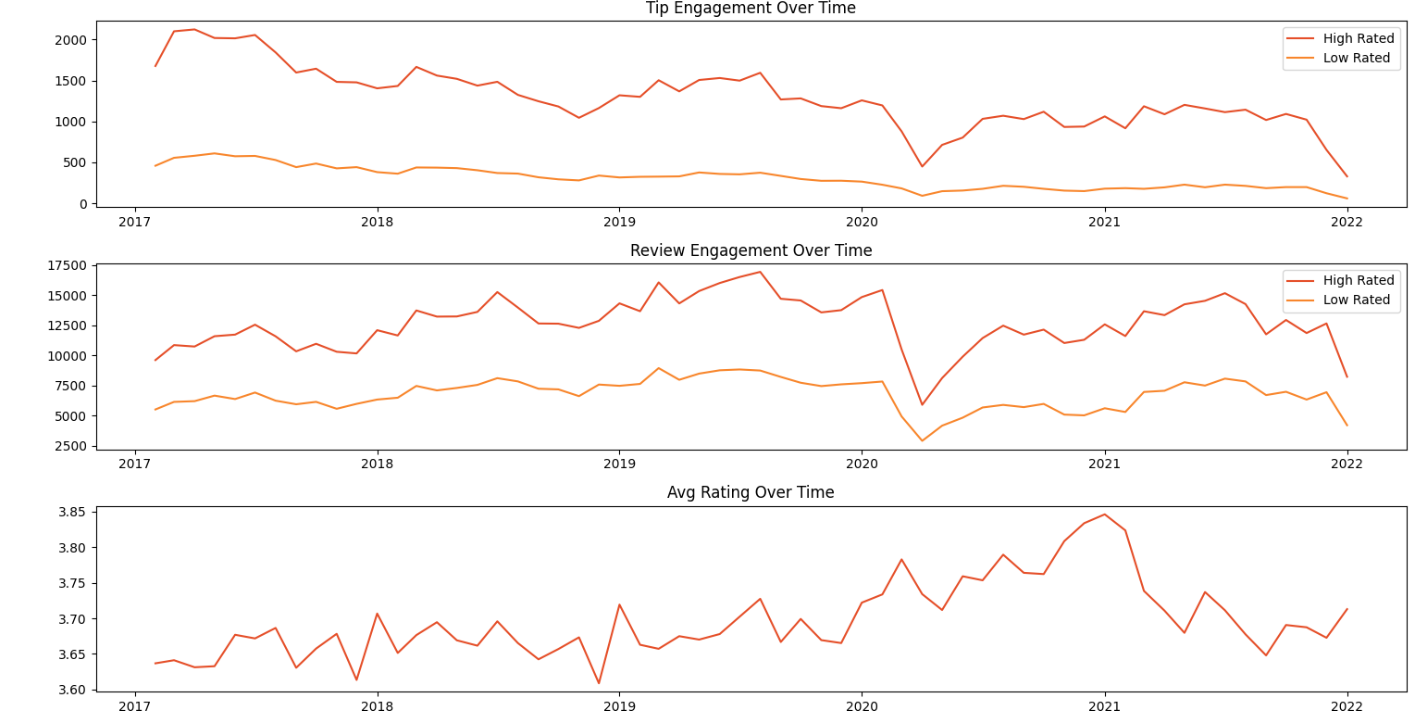 Tip Engagement Over Time
2000
1500
1000
500
0
High Rated
Low Rated
2017 2018 2019 2020 2021 2022
Review Engagement Over Time
17500
15000
12500
10000
7500
5000
2500
High Rated
Low Rated
2017 2018 2019 2020 2021 2022
Avg Rating Over Time
3.85
3.80
3.75
3.70
3.65
3.60
2017 2018 2019 2020 2021 2022